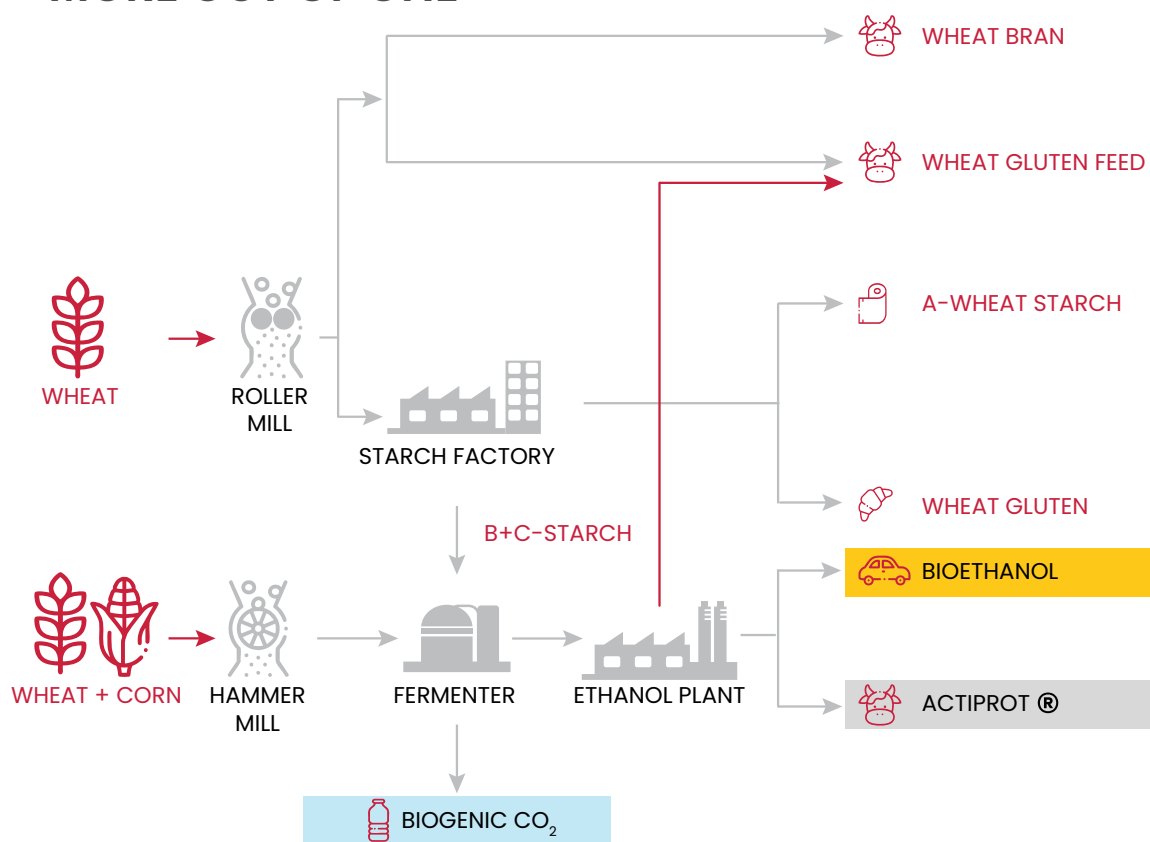 WHEAT BRAN
WHEAT GLUTEN FEED
A-WHEAT STARCH
WHEAT
ROLLER
MILL
STARCH FACTORY
WHEAT GLUTEN
B+C-STARCH
BIOETHANOL
WHEAT + CORN
HAMMER
MILL
FERMENTER
ETHANOL PLANT
ACTIPROT ®
BIOGENIC CO₂